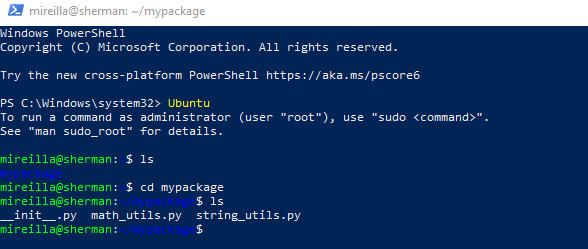 mireilla@sherman: ~/mypackage
Windows PowerShell
Copyright (C) Microsoft Corporation. All rights reserved.
Try the new cross-platform PowerShell https://aka.ms/pscore6
PS C:\Windows\system32> Ubuntu
To run a command as administrator (user "root"), use "sudo <command>".
See "man sudo_root" for details.
mireilla@sherman:~$ ls
mypackage
mireilla@sherman:~$ cd mypackage
mireilla@sherman:~/mypackage$ ls
__init__.py  math_utils.py  string_utils.py
mireilla@sherman:~/mypackage$